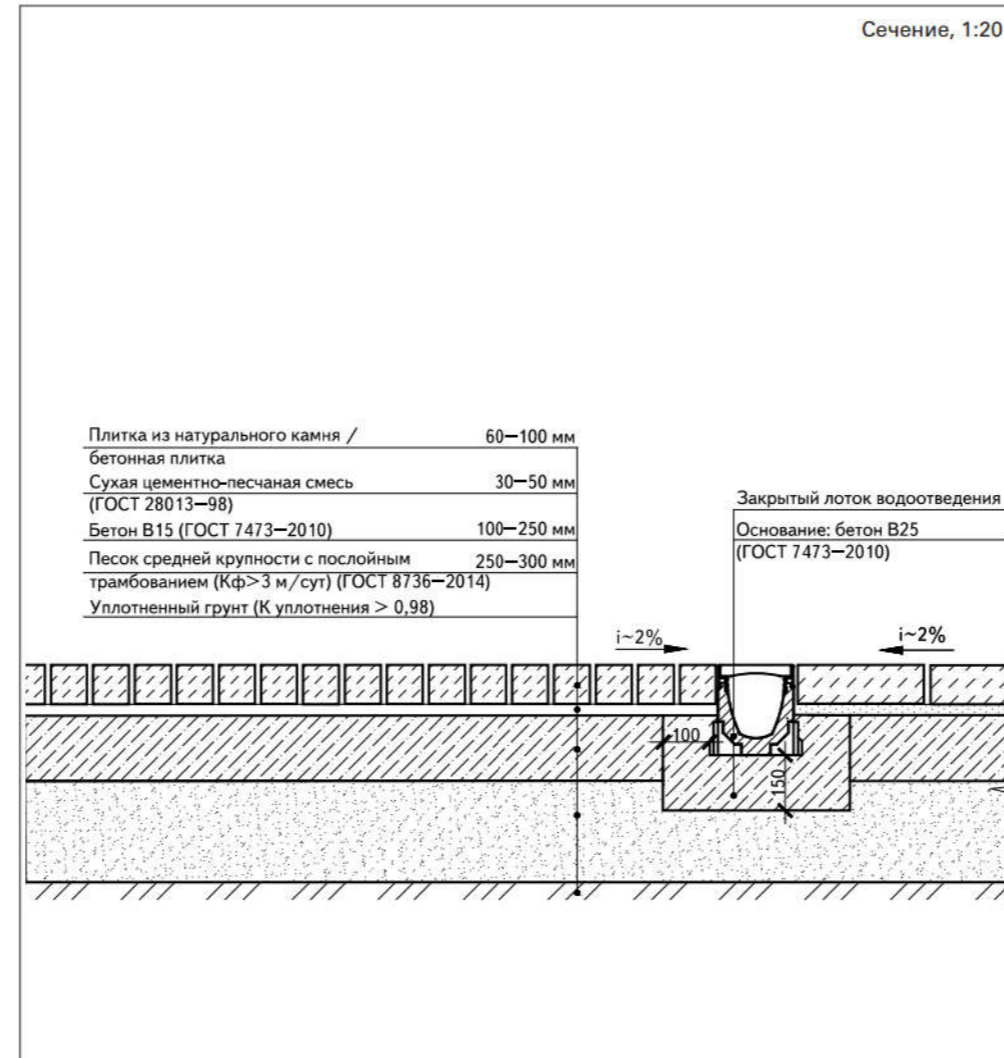 Сечение, 1:20
Плитка из натурального камня / 60—100 мм
бетонная плитка
Сухая цементно-песчаная смесь 30—50 мм
(ГОСТ 28013—98)
Бетон В15 (ГОСТ 7473—2010) 100—250 мм
Песок средней крупности с послойным 250—300 мм
трамбованием (Кф>3 м/сут) (ГОСТ 8736—2014)
Уплотненный грунт (К уплотнения > 0,98)
Закрытый лоток водоотведения
Основание: бетон В25
(ГОСТ 7473—2010)
i~2%
i~2%
100
150